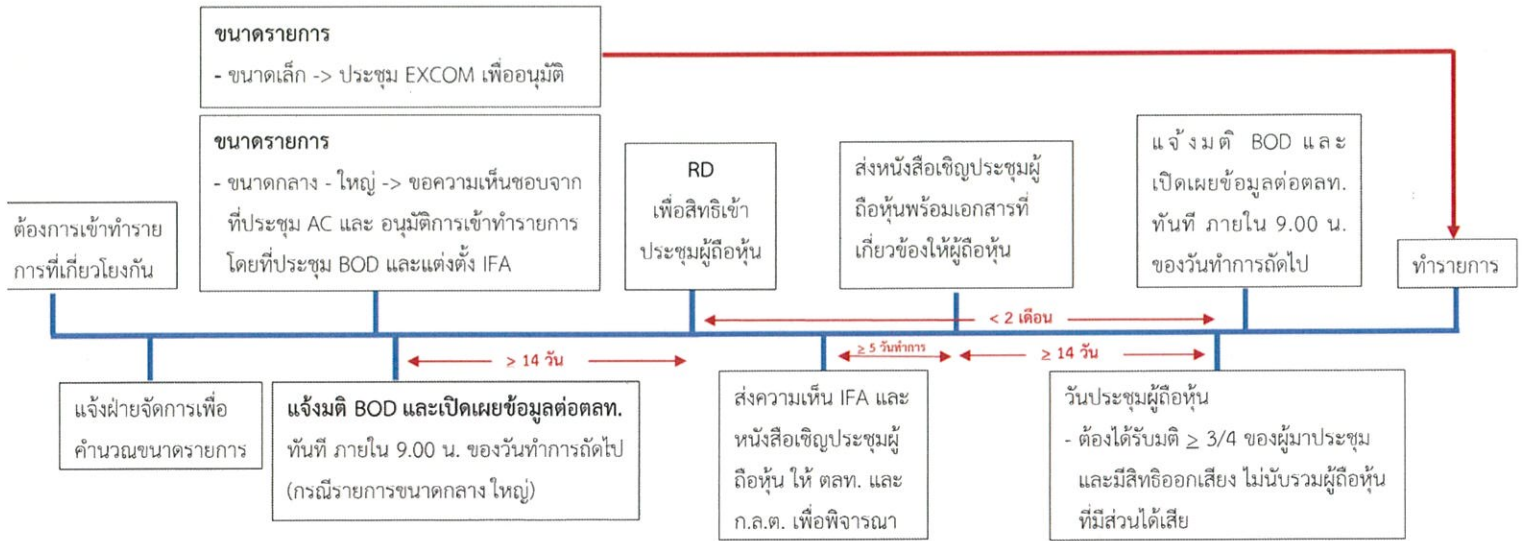 ขนาดรายการ
- ขนาดเล็ก -> ประชุม EXCOM เพื่ออนุมัติ
ขนาดรายการ
- ขนาดกลาง - ใหญ่ -> ขอความเห็นชอบจาก
ที่ประชุม AC และ อนุมัติการเข้าทำรายการ
โดยที่ประชุม BOD และแต่งตั้ง IFA
ต้องการเข้าทำราย
การที่เกี่ยวโยงกัน
RD
เพื่อสิทธิเข้า
ประชุมผู้ถือหุ้น
ส่งหนังสือเชิญประชุมผู้
ถือหุ้นพร้อมเอกสารที่
เกี่ยวข้องให้ผู้ถือหุ้น
แจ้งมติ BOD และ
เปิดเผยข้อมูลต่อตลท.
ทันที ภายใน 9.00 น.
ของวันทำการถัดไป
ทำรายการ
< 2 เดือน
≥ 14 วัน
≥ 5 วันทำการ
≥ 14 วัน
แจ้งฝ่ายจัดการเพื่อ
คำนวณขนาดรายการ
แจ้งมติ BOD และเปิดเผยข้อมูลต่อตลท.
ทันที ภายใน 9.00 น. ของวันทำการถัดไป
(กรณีรายการขนาดกลาง ใหญ่)
ส่งความเห็น IFA และ
หนังสือเชิญประชุมผู้
ถือหุ้น ให้ ตลท. และ
ก.ล.ต. เพื่อพิจารณา
วันประชุมผู้ถือหุ้น
- ต้องได้รับมติ ≥ 3/4 ของผู้มาประชุม
และมีสิทธิออกเสียง ไม่นับรวมผู้ถือหุ้น
ที่มีส่วนได้เสีย